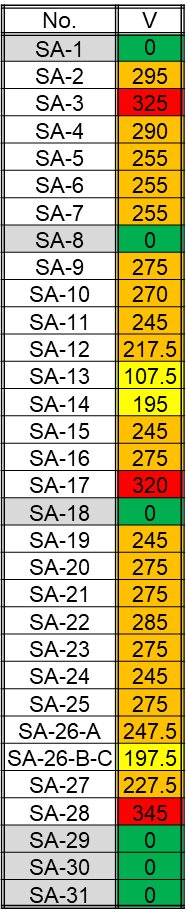 No. V
SA-1 0
SA-2 295
SA-3 325
SA-4 290
SA-5 255
SA-6 255
SA-7 255
SA-8 0
SA-9 275
SA-10 270
SA-11 245
SA-12 217.5
SA-13 107.5
SA-14 195
SA-15 245
SA-16 275
SA-17 320
SA-18 0
SA-19 245
SA-20 275
SA-21 275
SA-22 285
SA-23 275
SA-24 245
SA-25 275
SA-26-A 247.5
SA-26-B-C 197.5
SA-27 227.5
SA-28 345
SA-29 0
SA-30 0
SA-31 0